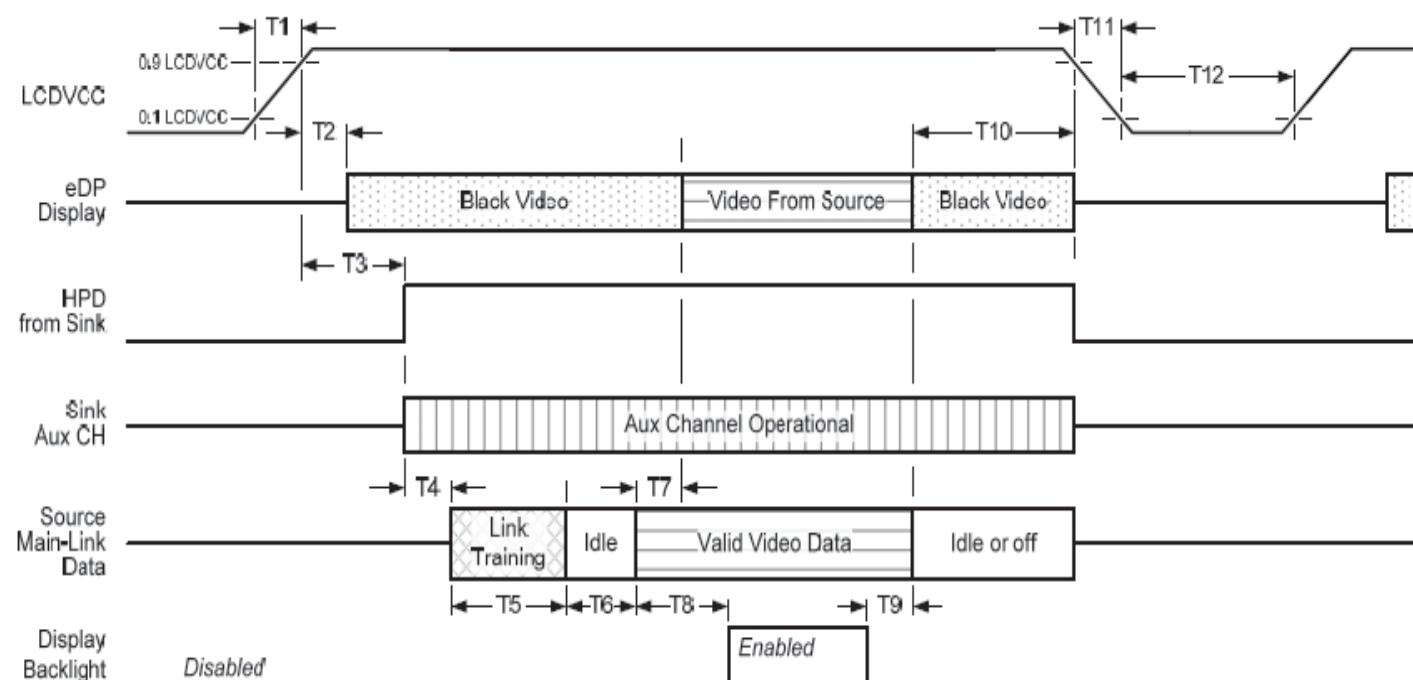 T1
T11
0.9 LCDVCC
T12
LCDVCC
0.1 LCDVCC
T2
T10
eDP
Display
Black Video
Video From Source
Black Video
T3
HPD
from Sink
Sink
Aux CH
Aux Channel Operational
T4
T7
Source
Main-Link
Data
Link
Training
Idle
Valid Video Data
Idle or off
T5
T6
T8
T9
Display
Backlight
Disabled
Enabled